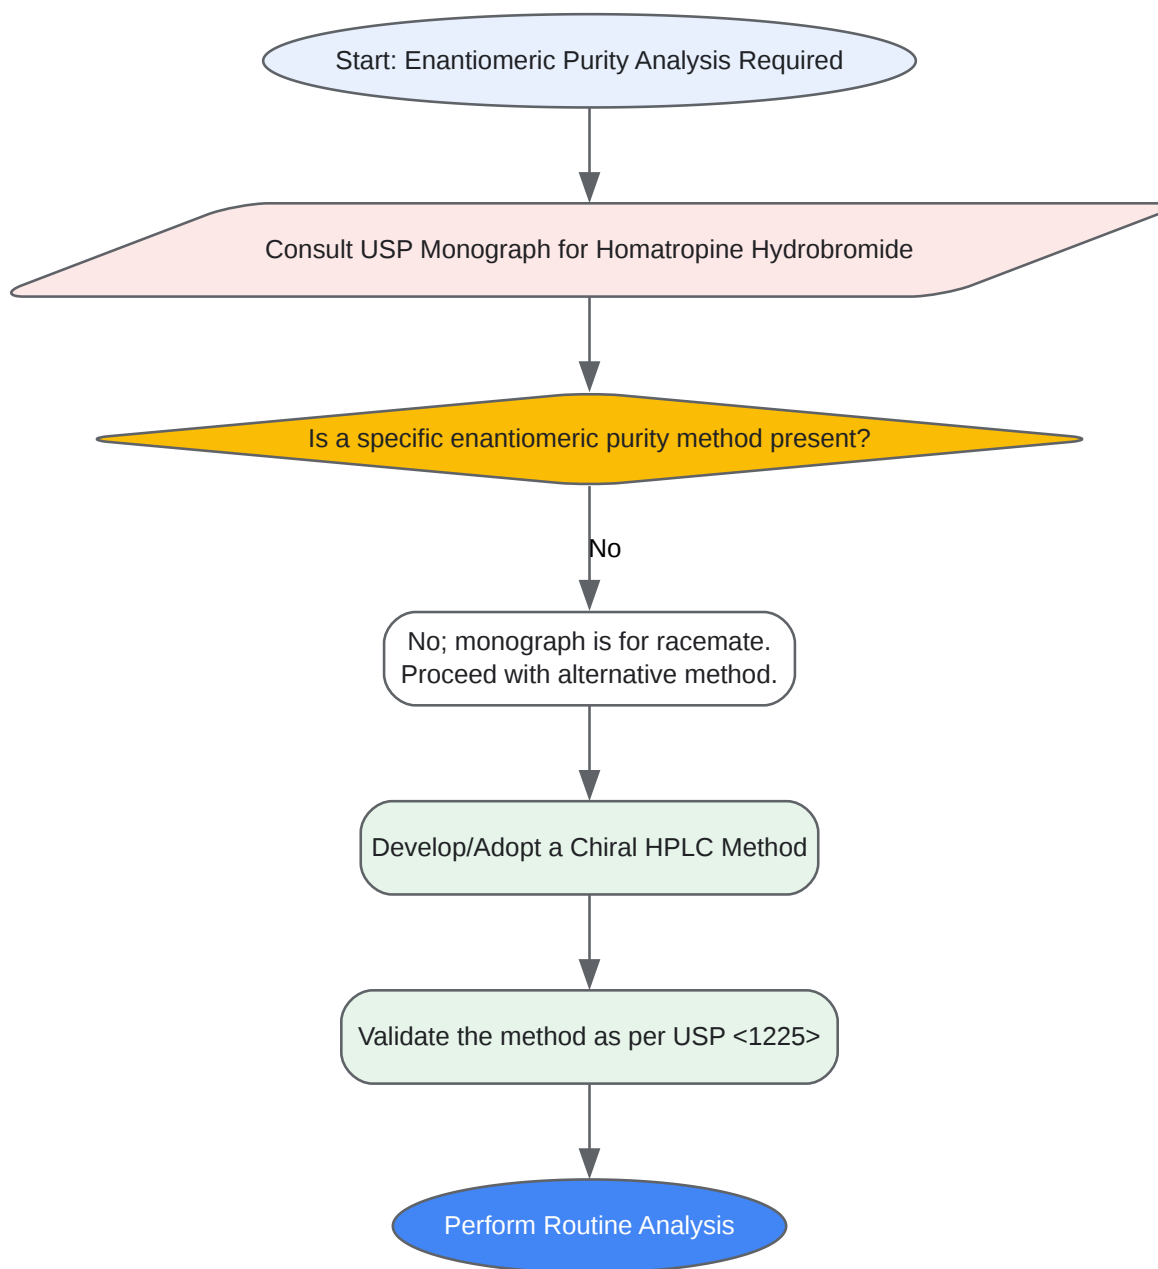 Start: Enantiomeric Purity Analysis Required
Consult USP Monograph for Homatropine Hydrobromide
Is a specific enantiomeric purity method present?
No
No; monograph is for racemate.
Proceed with alternative method.
Develop/Adopt a Chiral HPLC Method
Validate the method as per USP <1225>
Perform Routine Analysis